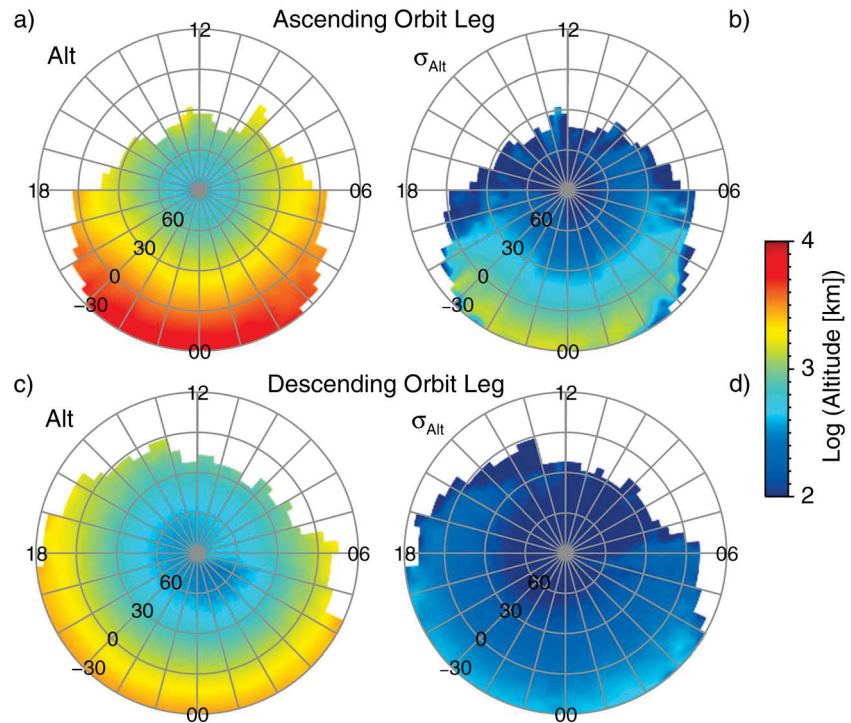 a) Ascending Orbit Leg b)
Alt 12 σAlt 12
18 06 18 06
60 60
30 30
0 0
−30 −30
00 00
4
3
2
Log (Altitude [km])
c) Descending Orbit Leg d)
Alt 12 σAlt 12
18 06 18 06
60 60
30 30
0 0
−30 −30
00 00